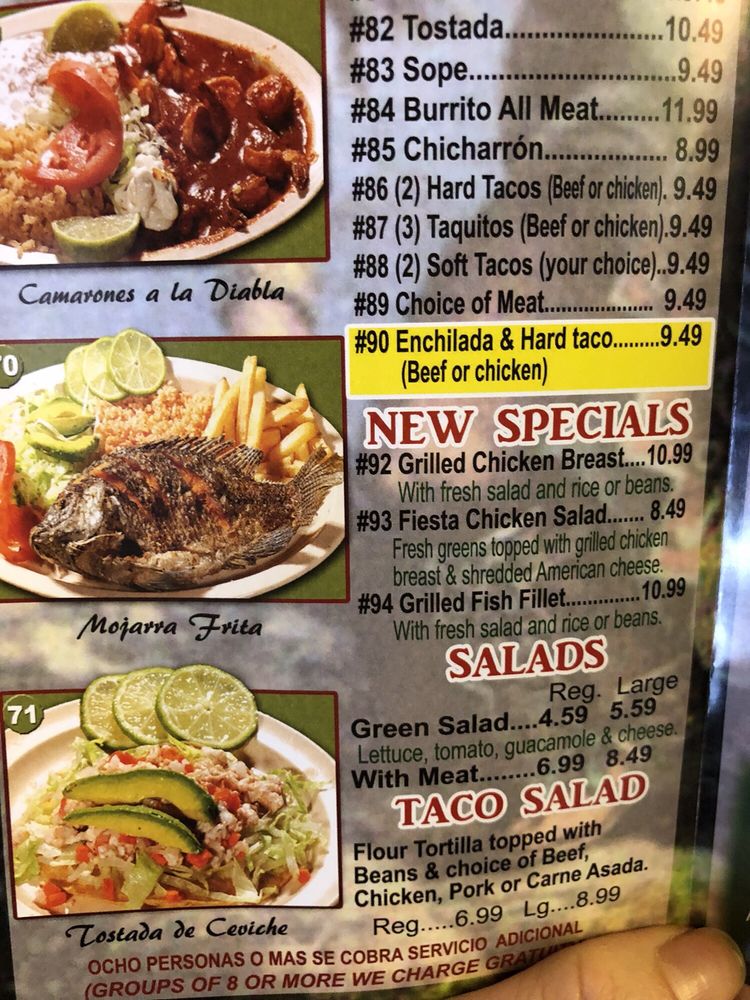 #82 Tostada......................10.49
#83 Sope.............................9.49
#84 Burrito All Meat.........11.99
#85 Chicharrón.................. 8.99
#86 (2) Hard Tacos (Beef or chicken). 9.49
#87 (3) Taquitos (Beef or chicken).9.49
#88 (2) Soft Tacos (your choice)..9.49
#89 Choice of Meat.................... 9.49
#90 Enchilada & Hard taco.........9.49
(Beef or chicken)
NEW SPECIALS
#92 Grilled Chicken Breast....10.99
With fresh salad and rice or beans.
#93 Fiesta Chicken Salad....... 8.49
Fresh greens topped with grilled chicken
breast & shredded American cheese.
#94 Grilled Fish Fillet..............10.99
With fresh salad and rice or beans.
SALADS
Reg. Large
Green Salad....4.59 5.59
Lettuce, tomato, guacamole & cheese.
With Meat........6.99 8.49
TACO SALAD
Flour Tortilla topped with
Beans & choice of Beef,
Chicken, Pork or Carne Asada.
Reg.....6.99 Lg....8.99
Camarones a la Diabla
Mojarra Frita
71
Tostada de Ceviche
OCHO PERSONAS O MAS SE COBRA SERVICIO ADICIONAL
(GROUPS OF 8 OR MORE WE CHARGE